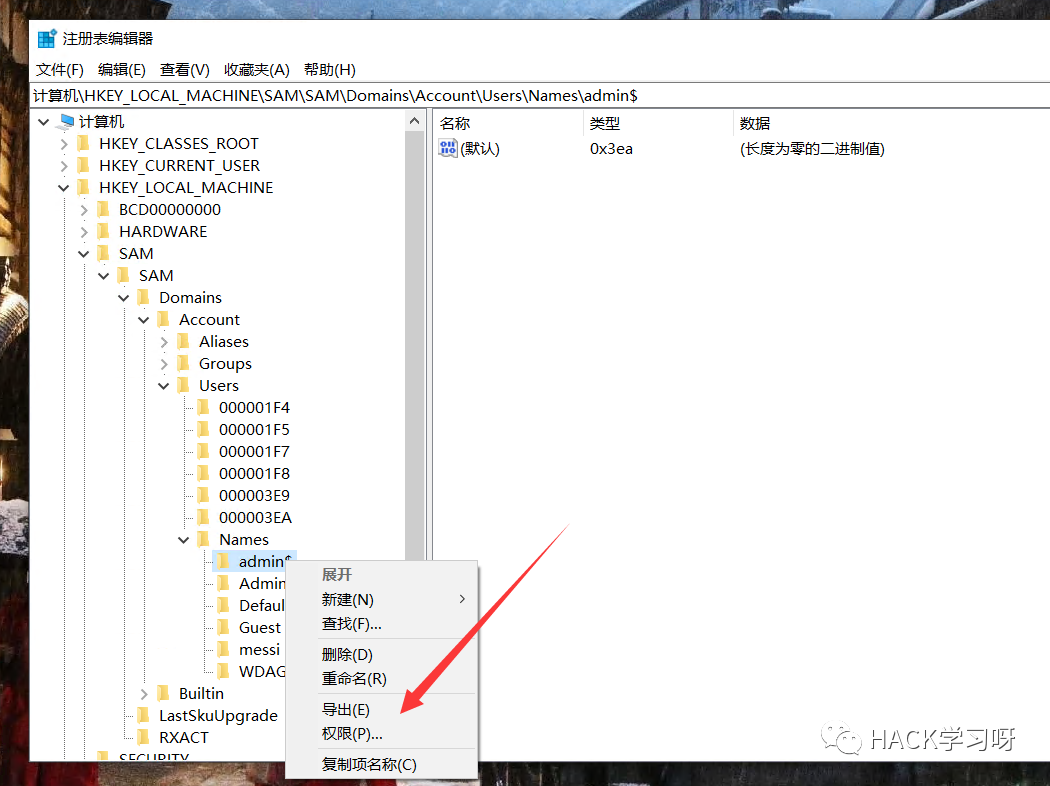 注册表编辑器
文件(F) 编辑(E) 查看(V) 收藏夹(A) 帮助(H)
计算机\HKEY_LOCAL_MACHINE\SAM\SAM\Domains\Account\Users\Names\admin$
计算机
HKEY_CLASSES_ROOT
HKEY_CURRENT_USER
HKEY_LOCAL_MACHINE
BCD00000000
HARDWARE
SAM
SAM
Domains
Account
Aliases
Groups
Users
000001F4
000001F5
000001F7
000001F8
000003E9
000003EA
Names
admin$
Admin
Defaul
Guest
messi
WDAG
Builtin
LastSkuUpgrade
RXACT
SECURITY
名称 类型 数据
(默认) 0x3ea (长度为零的二进制值)
展开
新建(N)
查找(F)...
删除(D)
重命名(R)
导出(E)
权限(P)...
复制项名称(C)
HACK学习呀